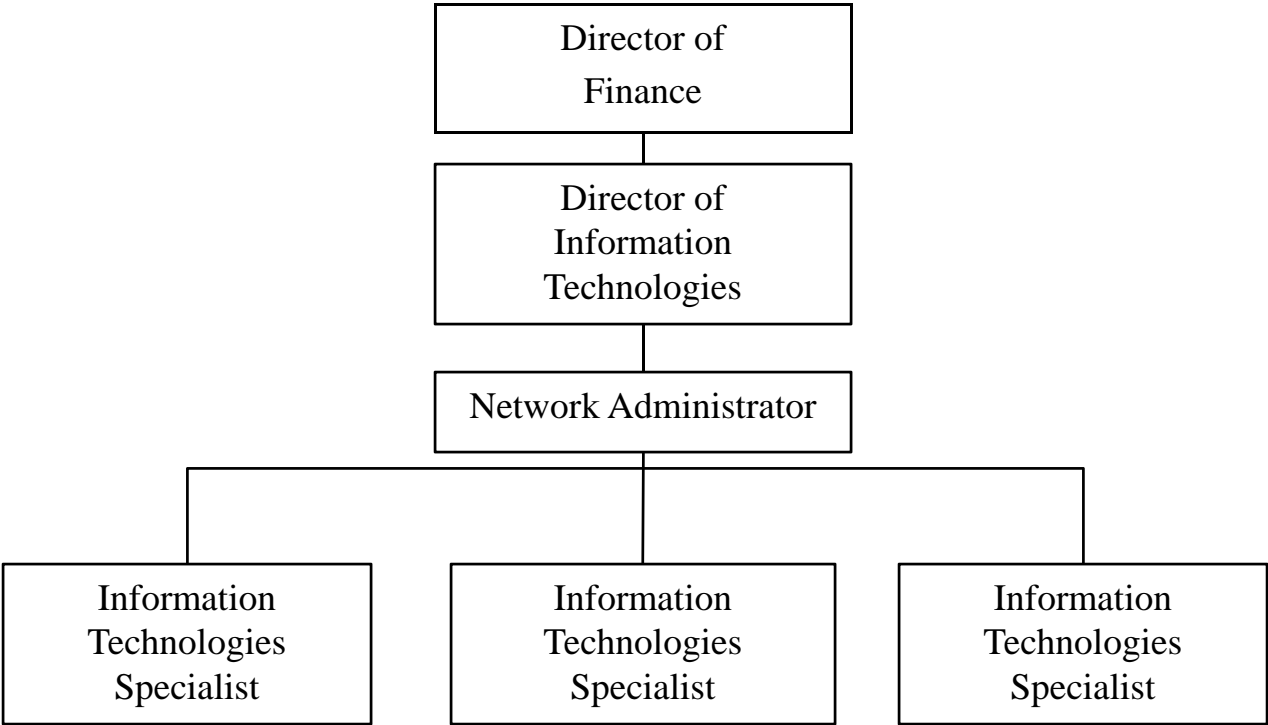 Director of
Finance
Director of
Information
Technologies
Network Administrator
Information
Technologies
Specialist
Information
Technologies
Specialist
Information
Technologies
Specialist